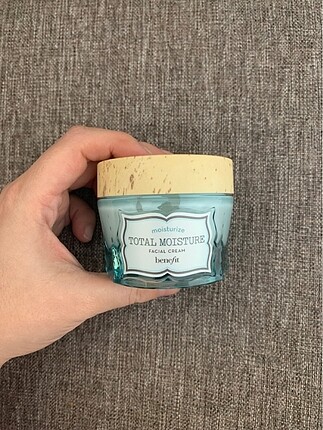 moisturize
TOTAL MOISTURE
FACIAL CREAM
benefit